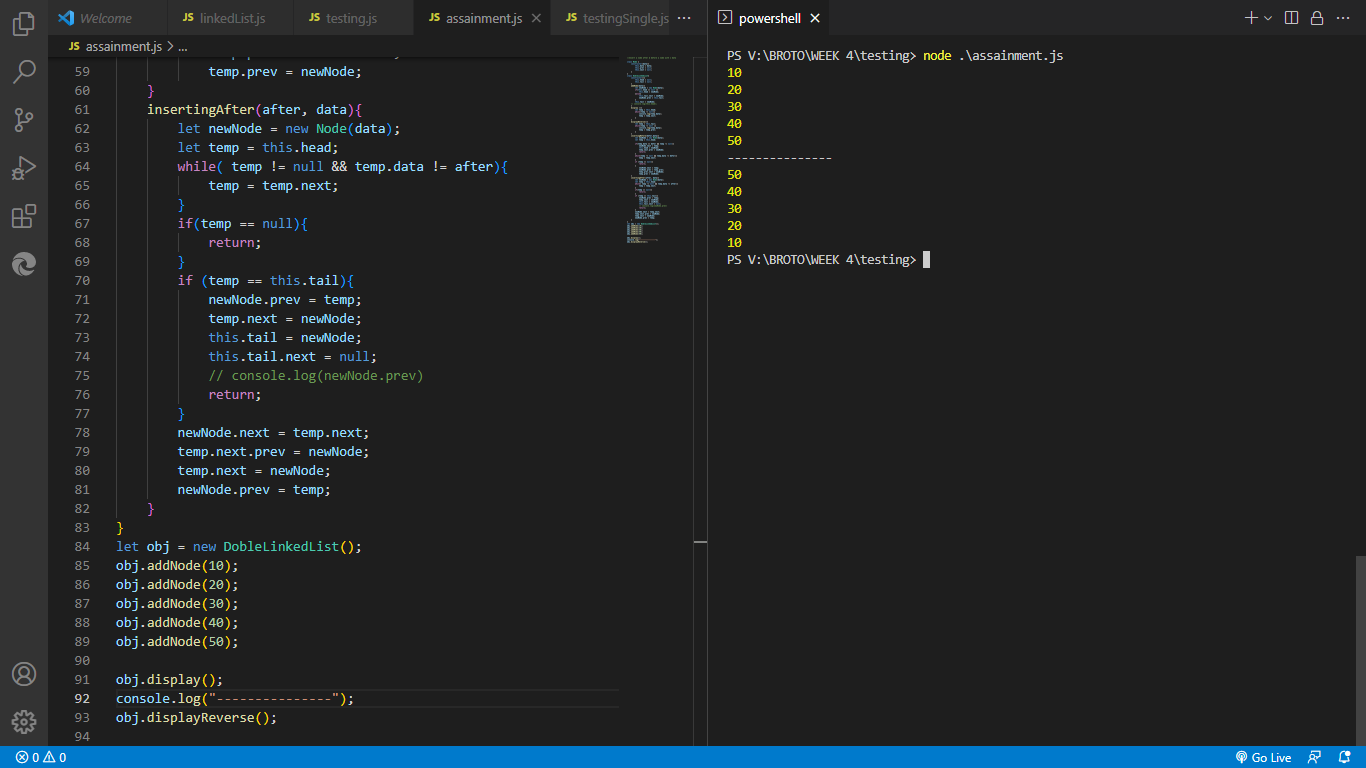 Welcome
JS linkedList.js
JS testing.js
JS assainment.js
JS testingSingle.js
powershell
JS assainment.js > ...
59 temp.prev = newNode;
60 }
61 insertingAfter(after, data){
62 let newNode = new Node(data);
63 let temp = this.head;
64 while( temp != null && temp.data != after){
65 temp = temp.next;
66 }
67 if(temp == null){
68 return;
69 }
70 if (temp == this.tail){
71 newNode.prev = temp;
72 temp.next = newNode;
73 this.tail = newNode;
74 this.tail.next = null;
75 // console.log(newNode.prev)
76 return;
77 }
78 newNode.next = temp.next;
79 temp.next.prev = newNode;
80 temp.next = newNode;
81 newNode.prev = temp;
82 }
83 }
84 let obj = new DobleLinkedList();
85 obj.addNode(10);
86 obj.addNode(20);
87 obj.addNode(30);
88 obj.addNode(40);
89 obj.addNode(50);
90
91 obj.display();
92 console.log("---------------");
93 obj.displayReverse();
94
PS V:\BROTO\WEEK 4\testing> node .\assainment.js
10
20
30
40
50
---------------
50
40
30
20
10
PS V:\BROTO\WEEK 4\testing>
0 0
Go Live